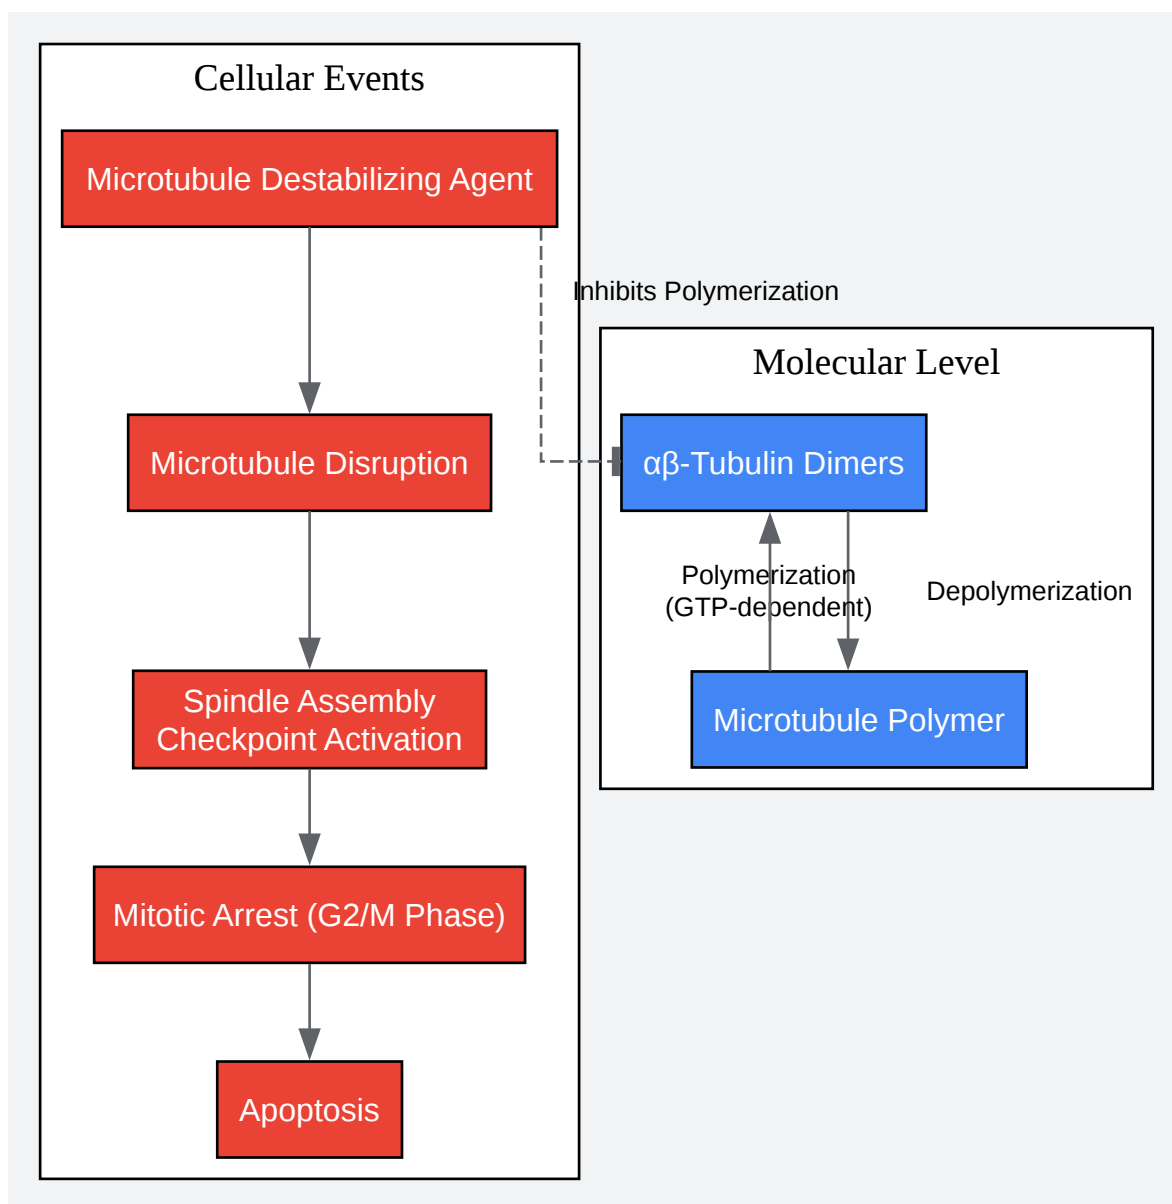 Cellular Events
Microtubule Destabilizing Agent
Inhibits Polymerization
Molecular Level
Microtubule Disruption
αβ-Tubulin Dimers
Polymerization
(GTP-dependent)
Depolymerization
Spindle Assembly
Checkpoint Activation
Microtubule Polymer
Mitotic Arrest (G2/M Phase)
Apoptosis